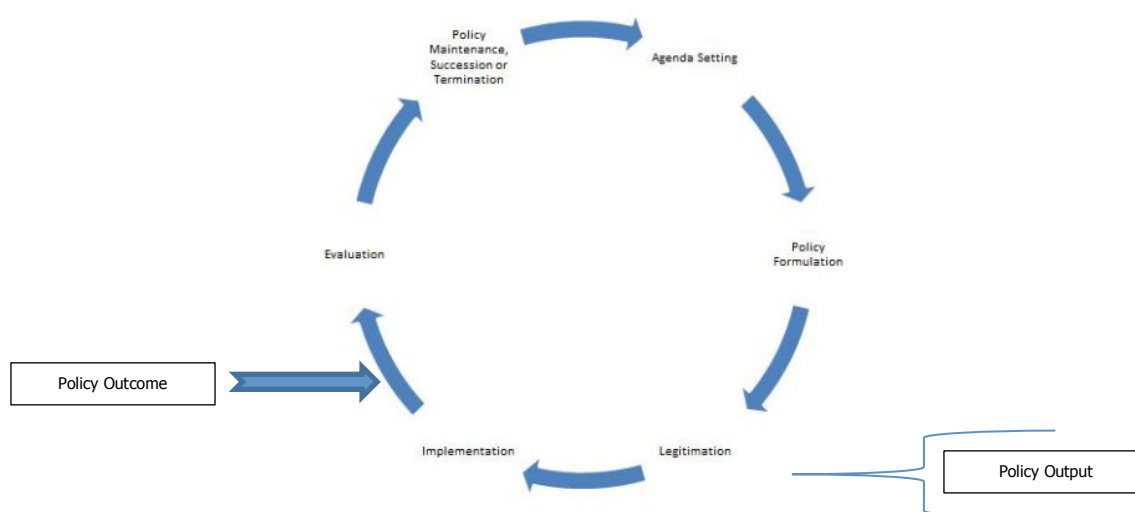 Policy
Maintenance,
Succession or
Termination
Agenda Setting
Policy
Formulation
Evaluation
Policy Outcome
Implementation
Legitimation
Policy Output